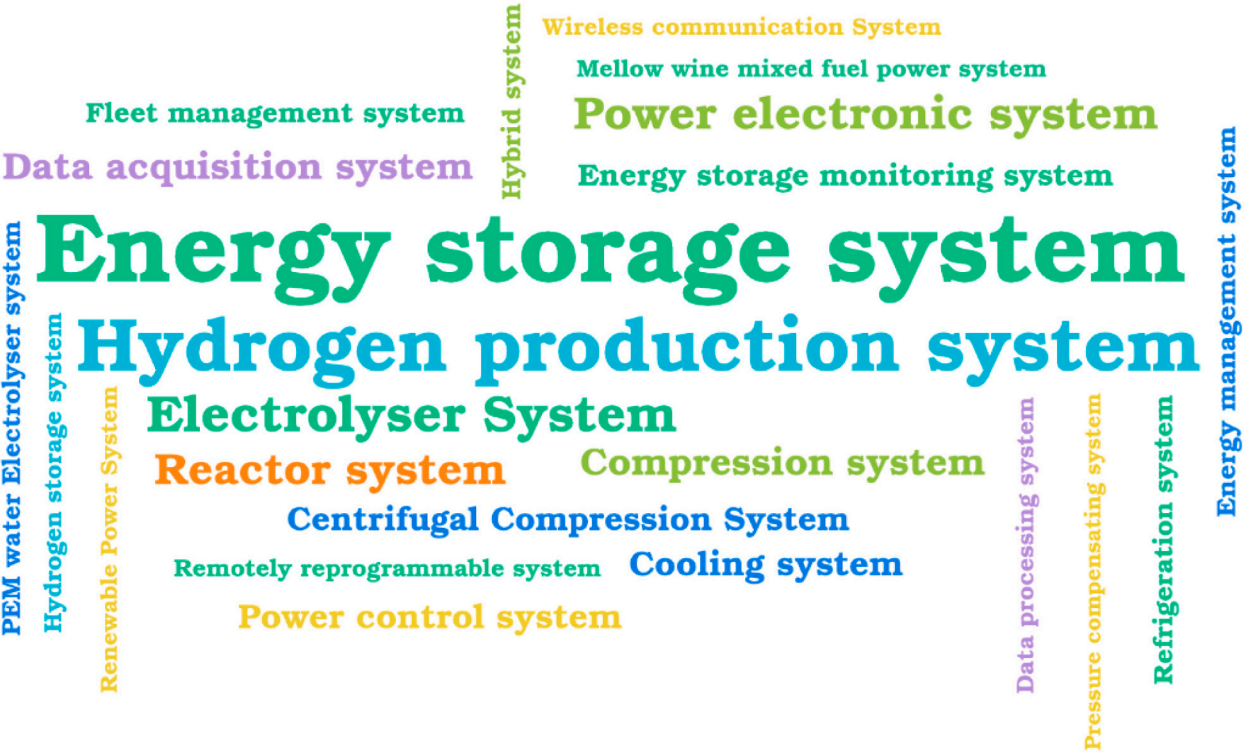 Wireless communication System
Hybrid system
Mellow wine mixed fuel power system
Fleet management system
Power electronic system
Data acquisition system
Energy storage monitoring system
Energy management system
Energy storage system
PEM water Electrolyser system
Hydrogen production system
Hydrogen storage system
Renewable Power System
Electrolyser System
Reactor system
Compression system
Data processing system
Pressure compensating system
Refrigeration system
Centrifugal Compression System
Remotely reprogrammable system
Cooling system
Power control system